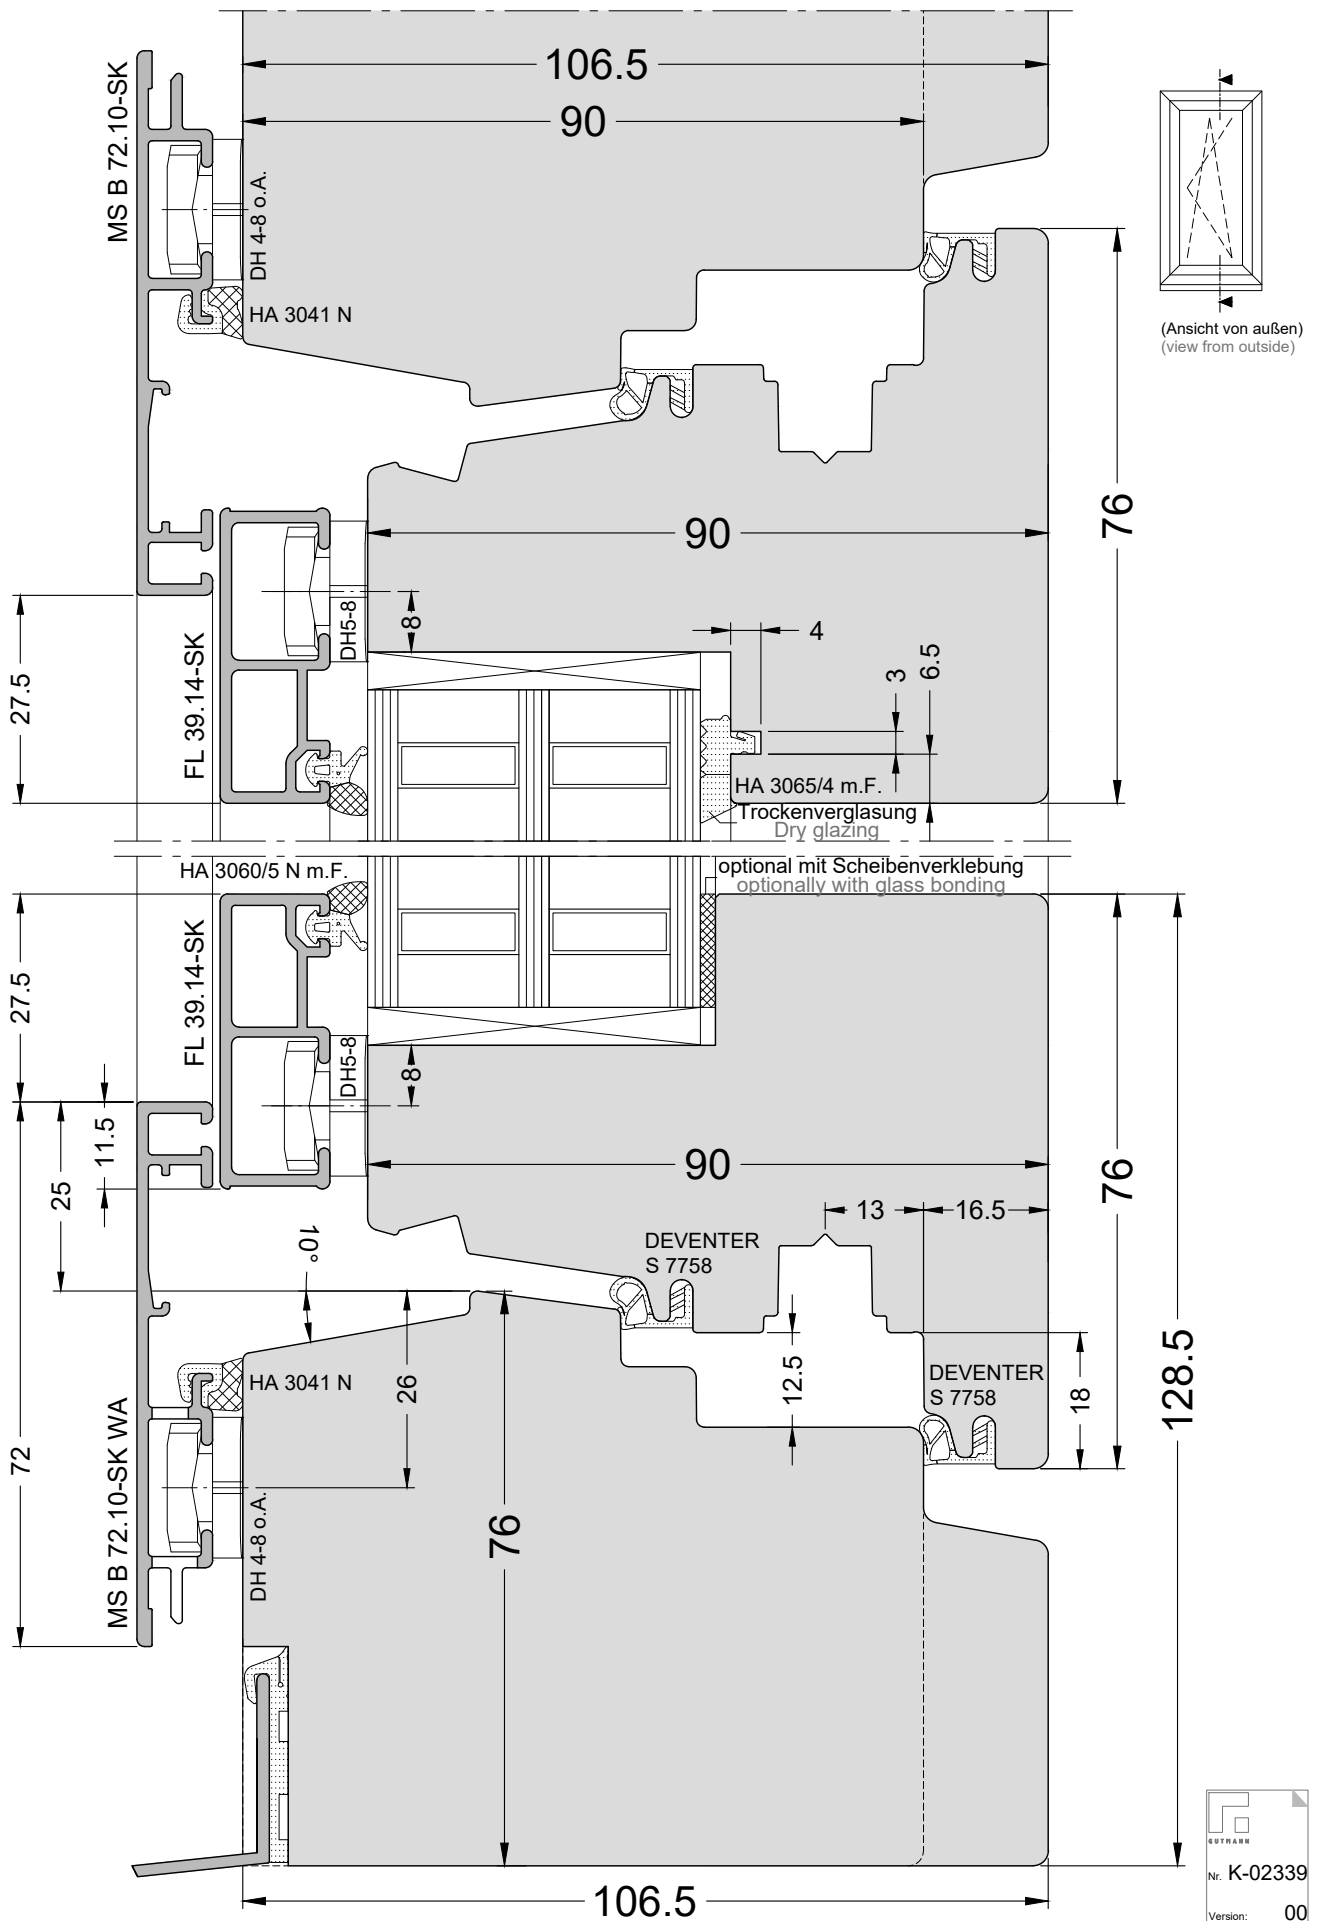 106.5
90
MS B 72.10-SK
DH 4-8 o.A.
HA 3041 N
(Ansicht von außen)
(view from outside)
76
90
27.5
FL 39.14-SK
DH5-8
8
4
3
6.5
HA 3065/4 m.F.
Trockenverglasung
Dry glazing
HA 3060/5 N m.F.
optional mit Scheibenverklebung
optionally with glass bonding
27.5
FL 39.14-SK
DH5-8
8
11.5
25
90
76
13
16.5
10°
DEVENTER
S 7758
128.5
12.5
HA 3041 N
26
DEVENTER
S 7758
18
72
MS B 72.10-SK WA
DH 4-8 o.A.
76
106.5
GUTMANN
Nr. K-02339
Version: 00